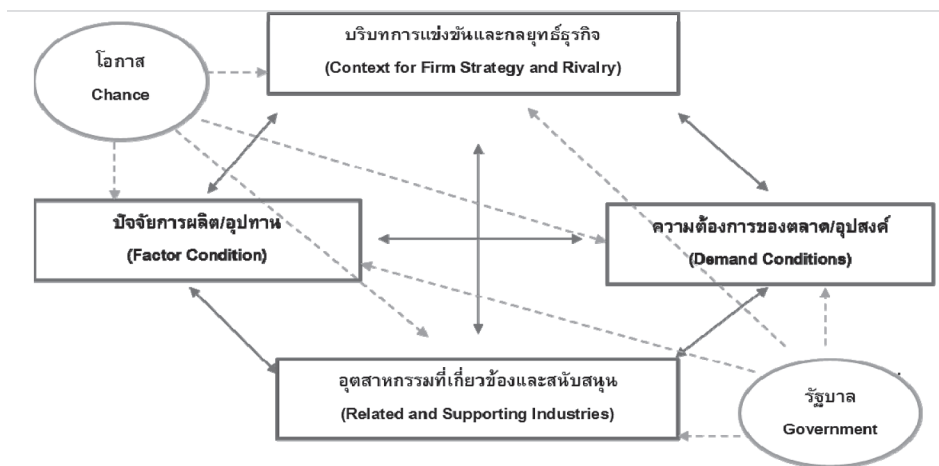 บริบทการแข่งขันและกลยุทธ์ธุรกิจ
(Context for Firm Strategy and Rivalry)
โอกาส
Chance
ปัจจัยการผลิต/อุปทาน
(Factor Condition)
ความต้องการของตลาด/อุปสงค์
(Demand Conditions)
อุตสาหกรรมที่เกี่ยวข้องและสนับสนุน
(Related and Supporting Industries)
รัฐบาล
Government